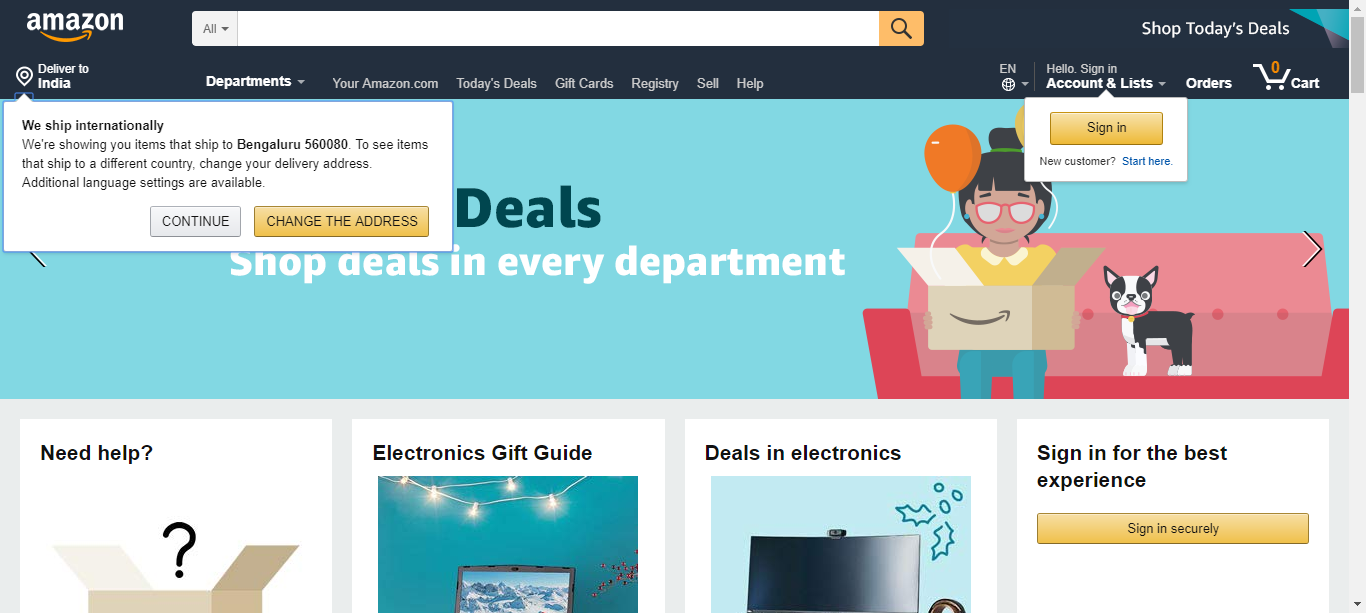 amazon
All
Shop Today's Deals
Deliver to
India
Departments
Your Amazon.com
Today's Deals
Gift Cards
Registry
Sell
Help
EN
Hello. Sign in
Account & Lists
Orders
0
Cart
We ship internationally
We're showing you items that ship to Bengaluru 560080. To see items
that ship to a different country, change your delivery address.
Additional language settings are available.
CONTINUE
CHANGE THE ADDRESS
Sign in
New customer? Start here.
Deals
Shop deals in every department
Need help?
?
Electronics Gift Guide
Deals in electronics
Sign in for the best
experience
Sign in securely